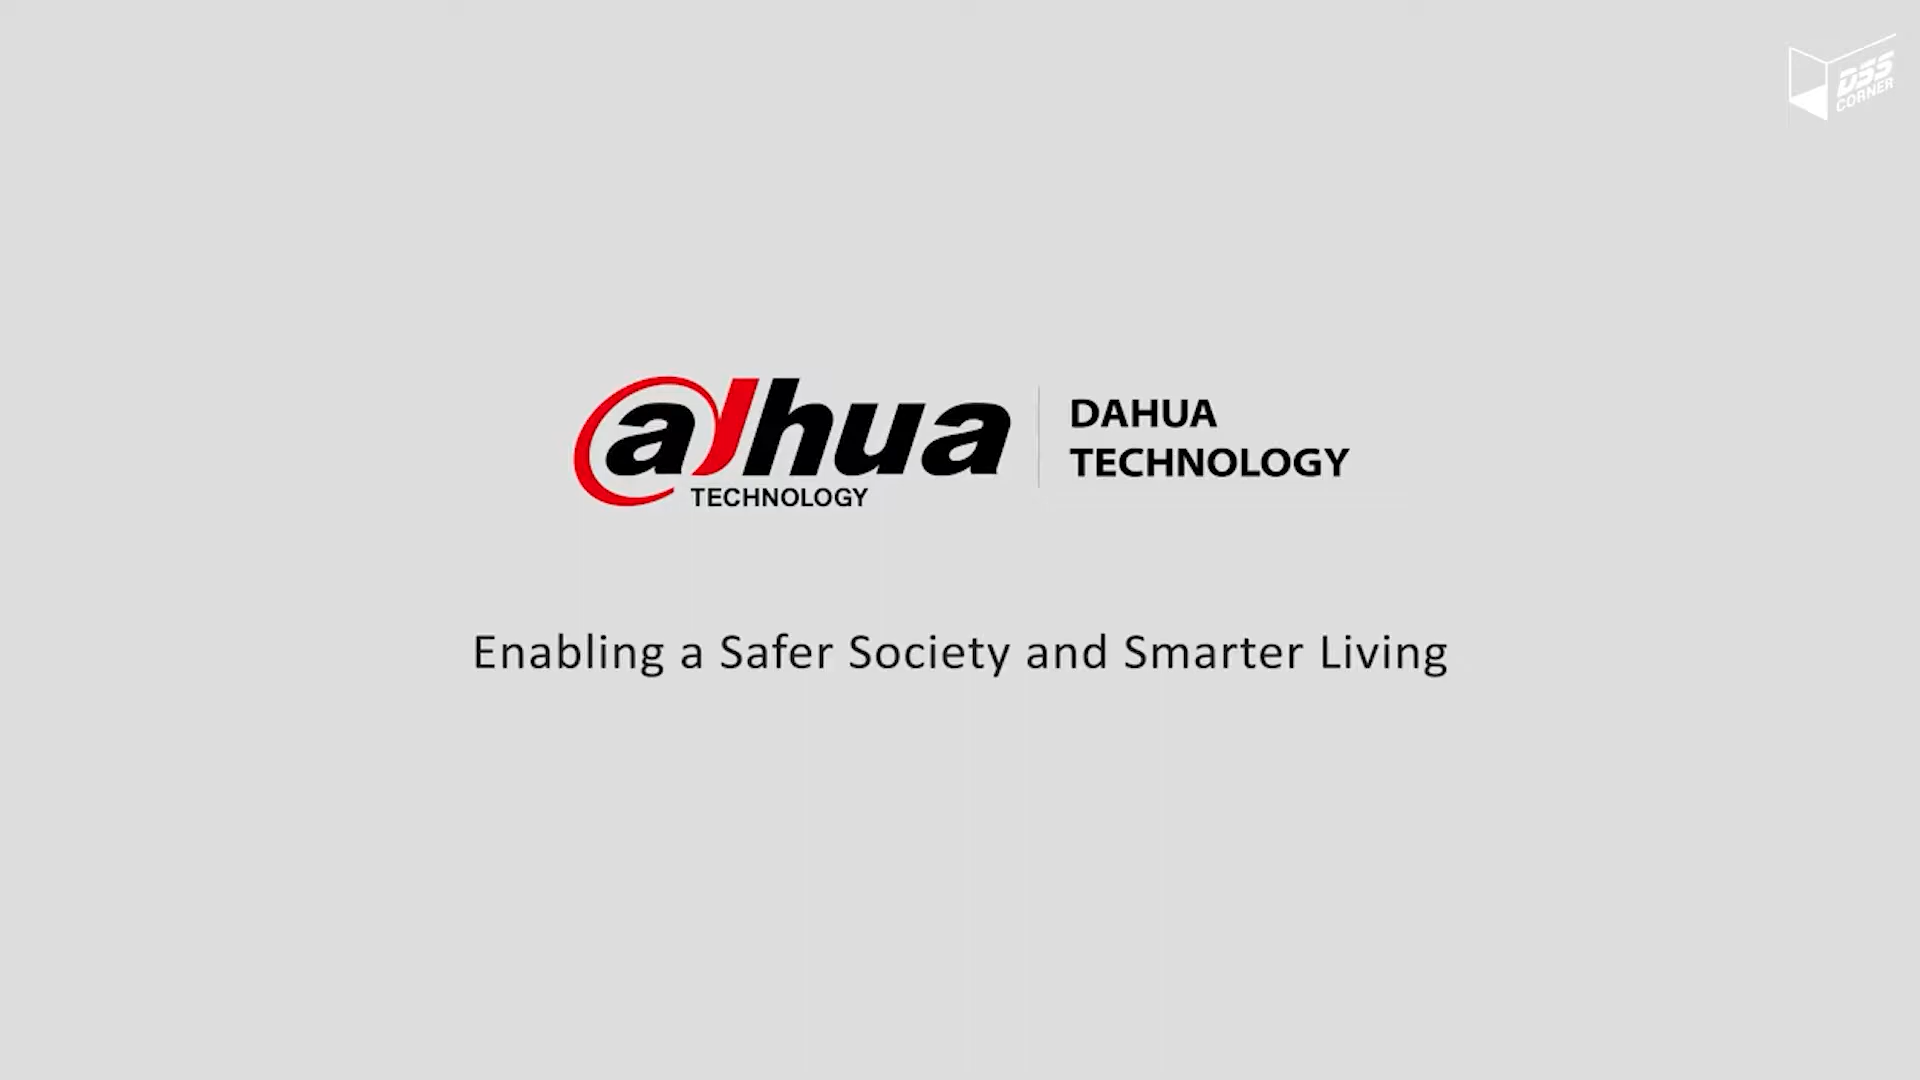 DSS
CORNER
alhua
TECHNOLOGY
DAHUA
TECHNOLOGY
Enabling a Safer Society and Smarter Living